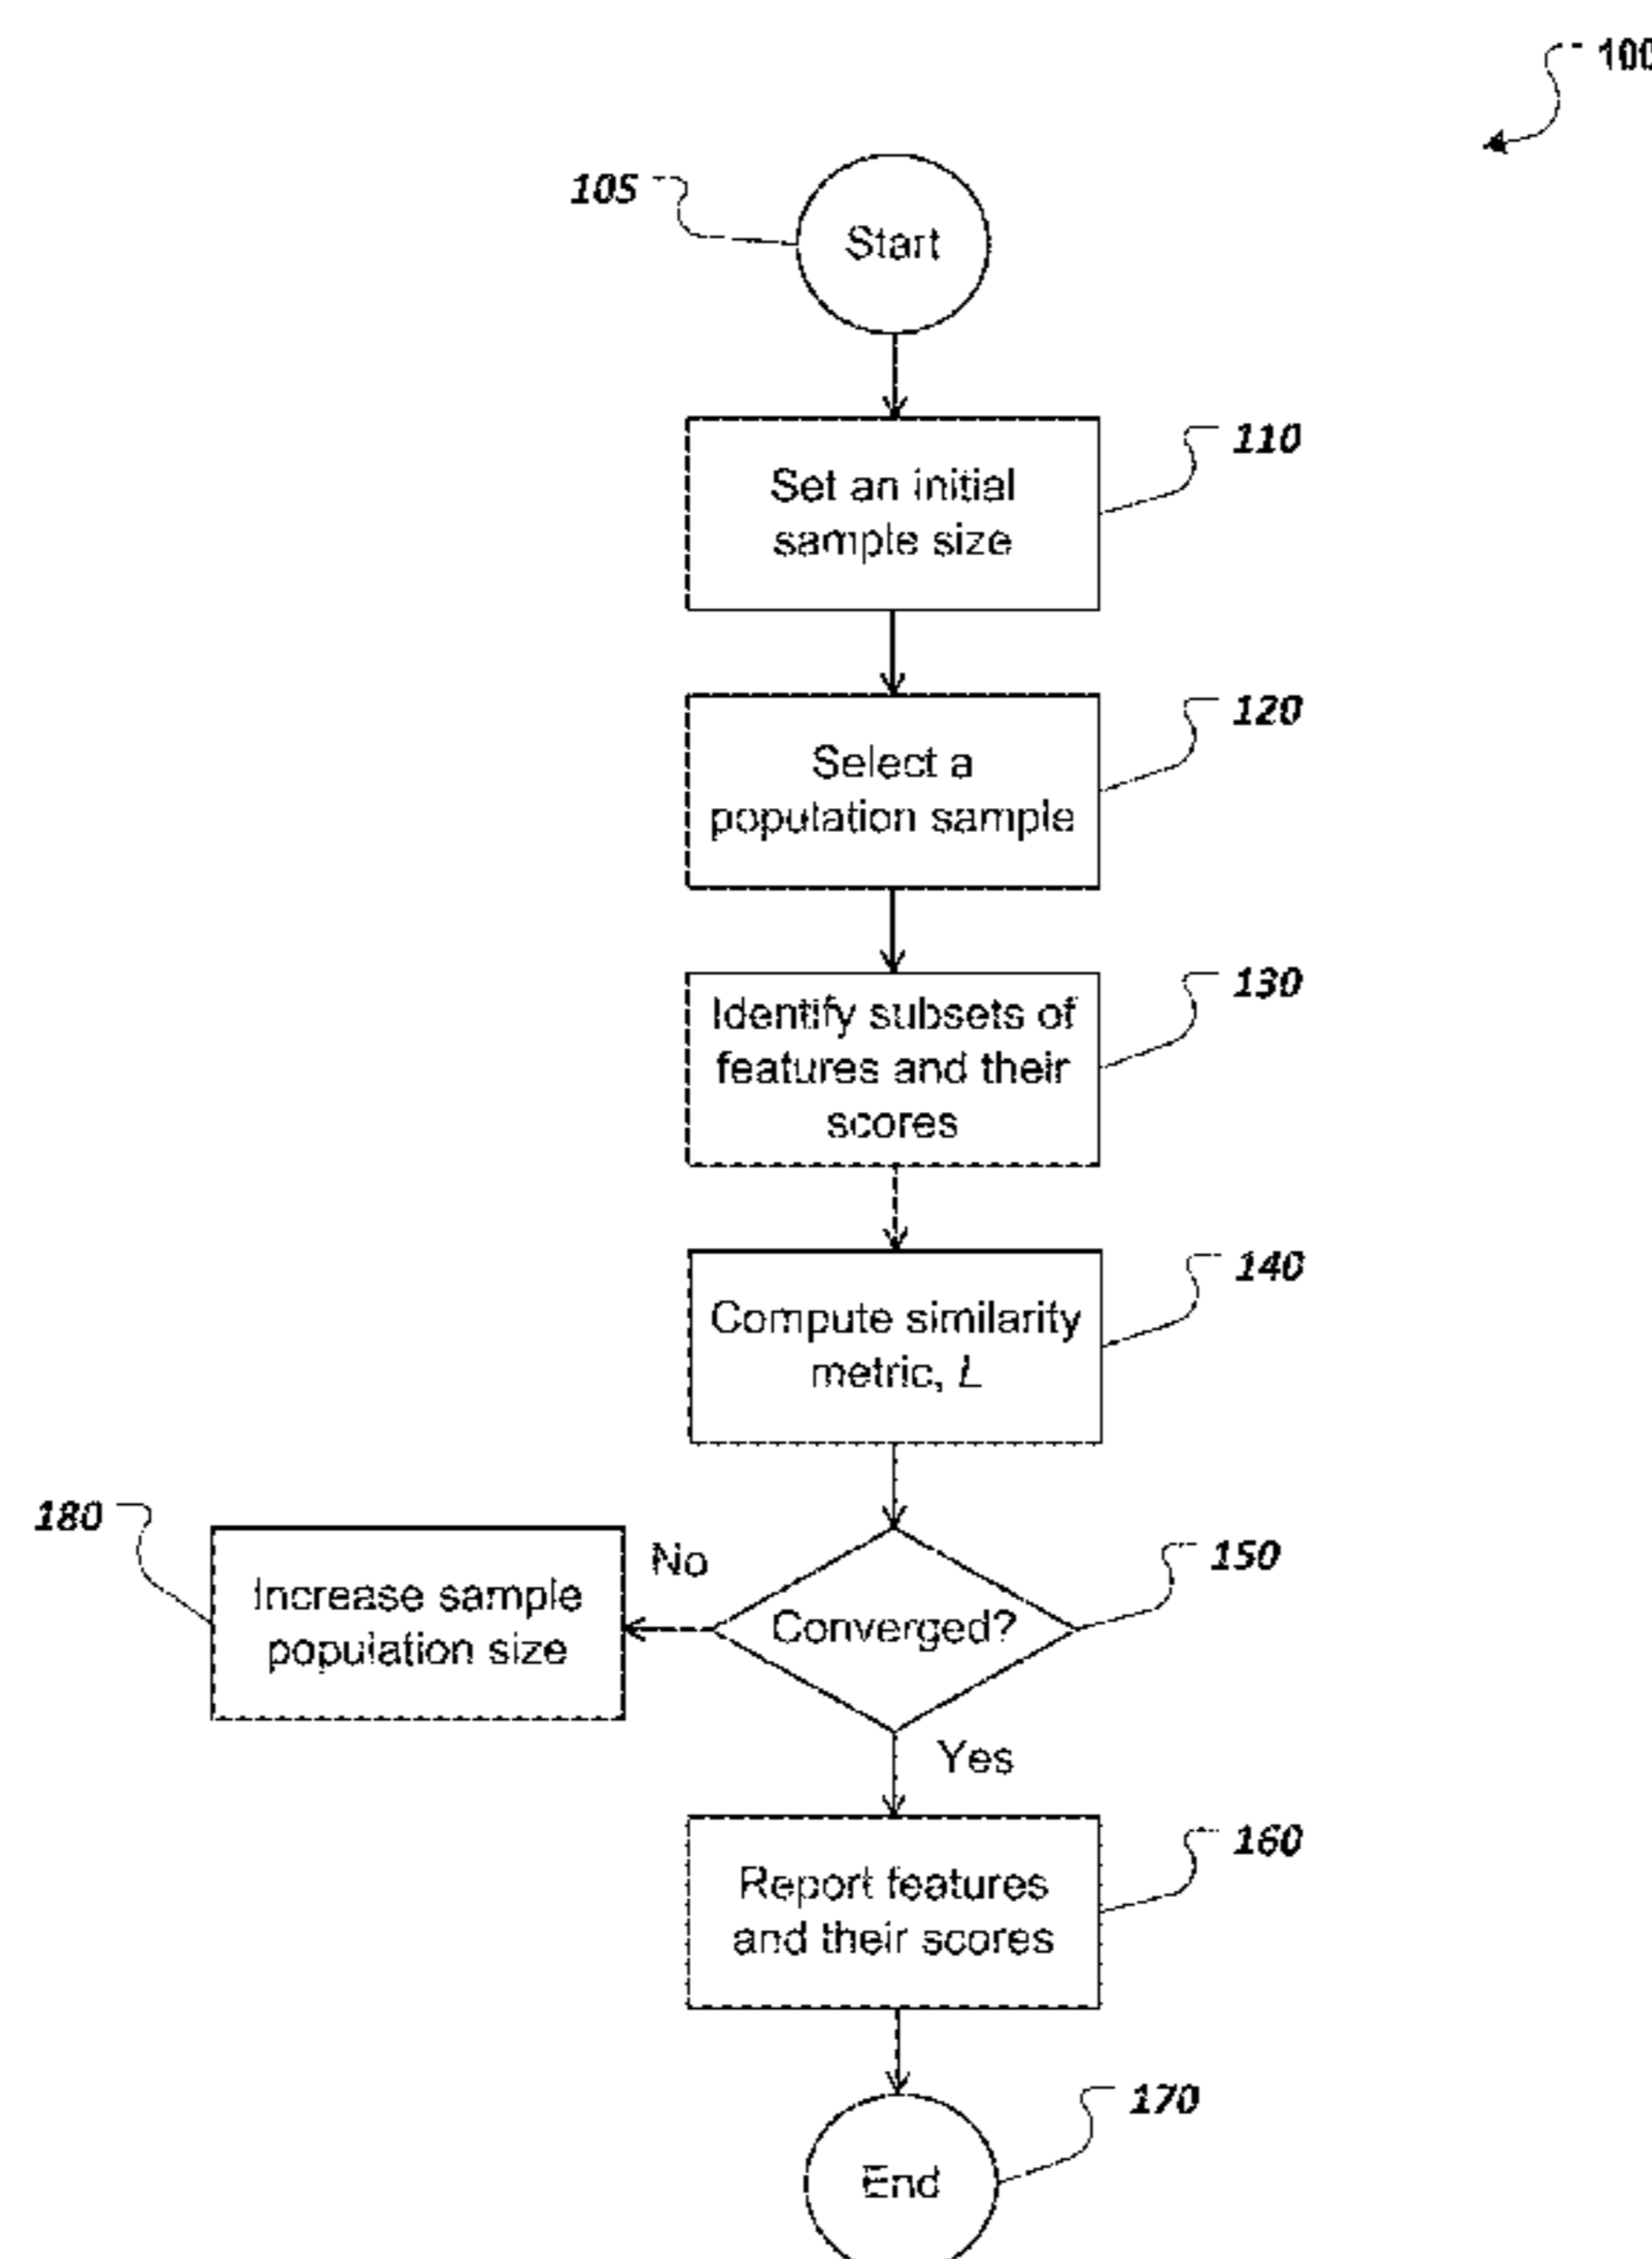 100
105
Start
110
Set an initial
sample size
120
Select a
population sample
130
Identify subsets of
features and their
scores
140
Compute similarity
metric, L
180
Increase sample
population size
No
150
Converged?
Yes
160
Report features
and their scores
170
End